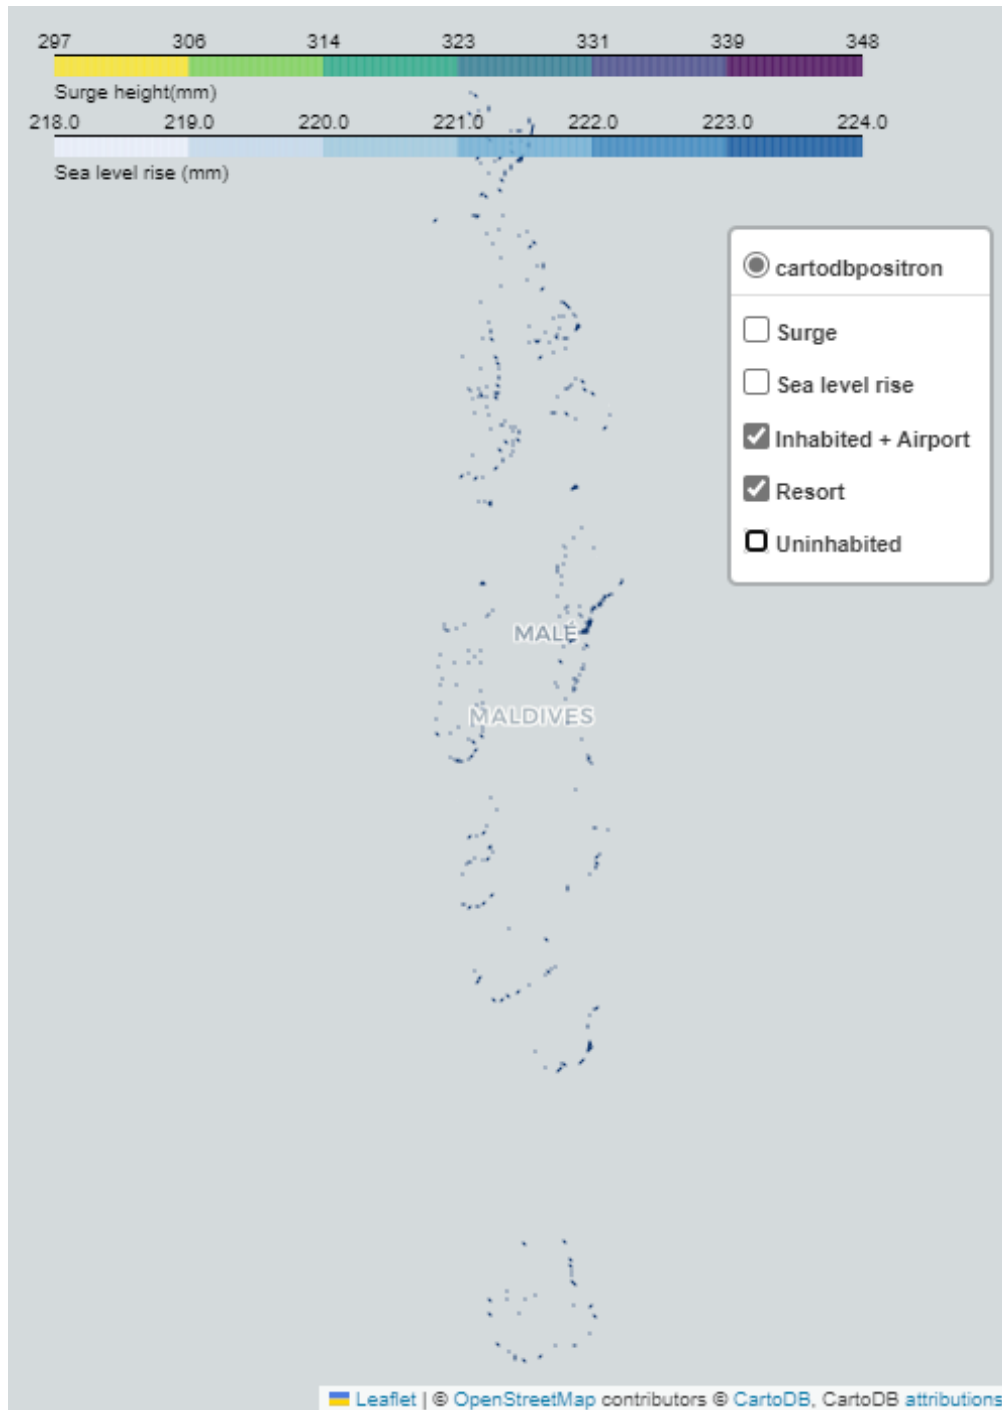 297 306 314 323 331 339 348
Surge height(mm)
218.0 219.0 220.0 221.0 222.0 223.0 224.0
Sea level rise (mm)
cartodbpositron
Surge
Sea level rise
Inhabited + Airport
Resort
Uninhabited
MALÉ
MALDIVES
Leaflet | © OpenStreetMap contributors © CartoDB, CartoDB attributions